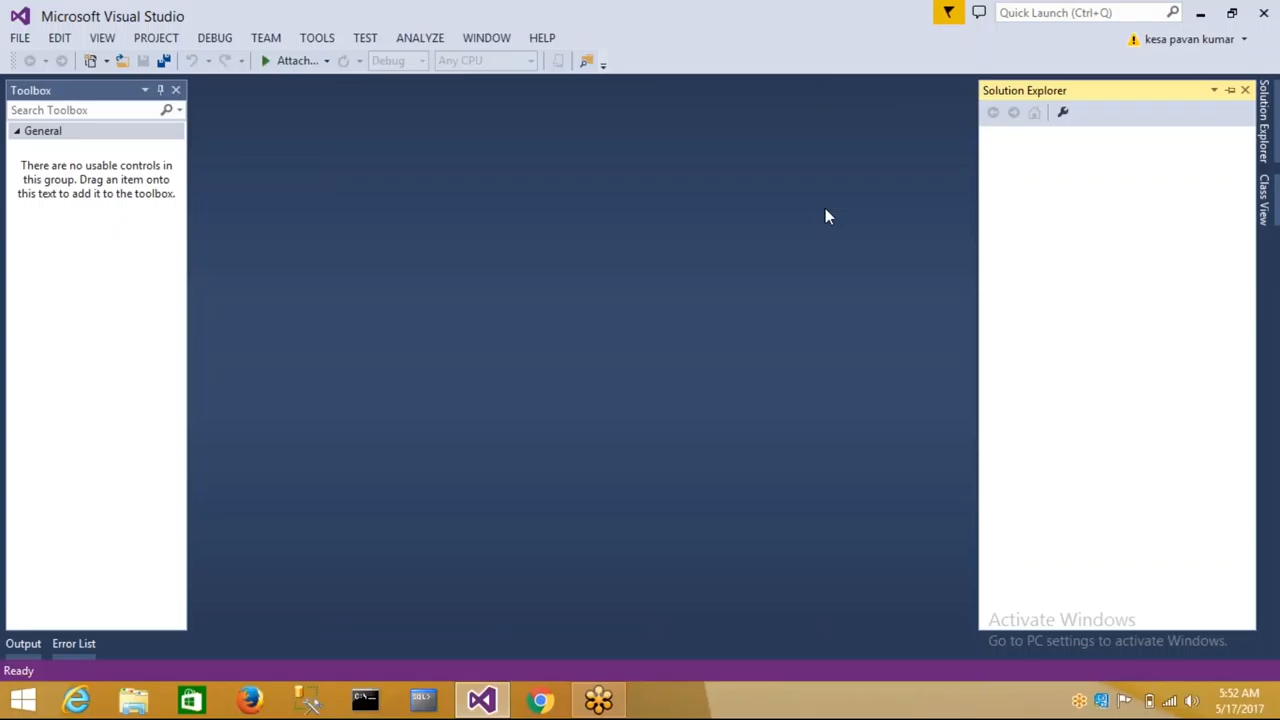 Microsoft Visual Studio
Quick Launch (Ctrl+Q)
FILE EDIT VIEW PROJECT DEBUG TEAM TOOLS TEST ANALYZE WINDOW HELP
kesa pavan kumar
Attach...
Debug
Any CPU
Toolbox
Search Toolbox
General
There are no usable controls in
this group. Drag an item onto
this text to add it to the toolbox.
Solution Explorer
Solution Explorer
Class View
Activate Windows
Go to PC settings to activate Windows.
Output Error List
Ready
C:\_
SQL>
5:52 AM
5/17/2017